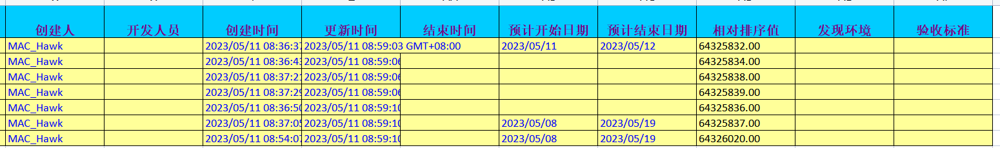 创建人 开发人员 创建时间 更新时间 结束时间 预计开始日期 预计结束日期 相对排序值 发现环境 验收标准
MAC_Hawk 2023/05/11 08:36:37 2023/05/11 08:59:03 GMT+08:00 2023/05/11 2023/05/12 64325832.00
MAC_Hawk 2023/05/11 08:36:43 2023/05/11 08:59:06 64325834.00
MAC_Hawk 2023/05/11 08:37:21 2023/05/11 08:59:06 64325838.00
MAC_Hawk 2023/05/11 08:37:29 2023/05/11 08:59:06 64325839.00
MAC_Hawk 2023/05/11 08:36:50 2023/05/11 08:59:10 64325836.00
MAC_Hawk 2023/05/11 08:37:05 2023/05/11 08:59:10 2023/05/08 2023/05/19 64325837.00
MAC_Hawk 2023/05/11 08:54:07 2023/05/11 08:59:10 2023/05/08 2023/05/19 64326020.00